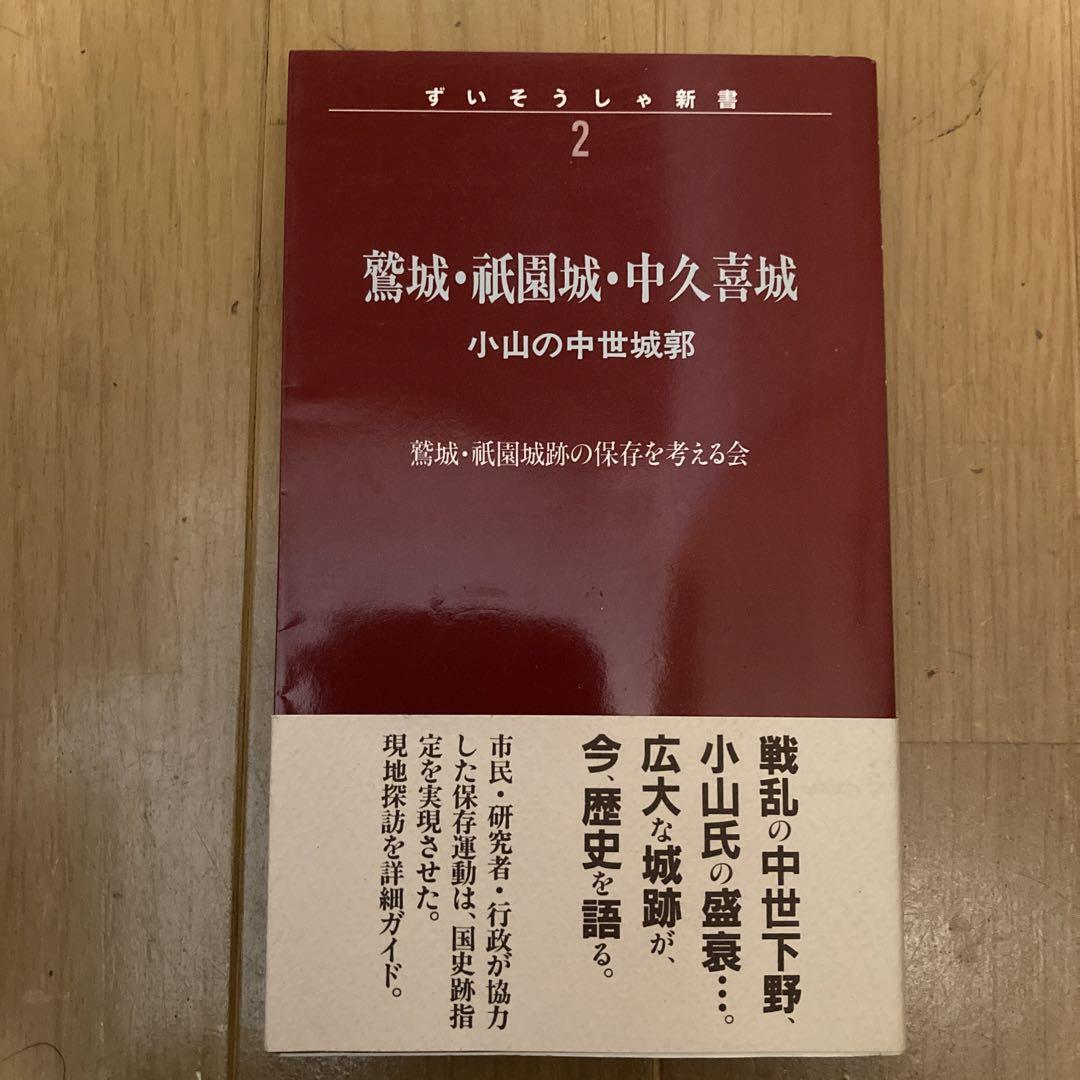 ずいそうしゃ新書
2
鷲城・祇園城・中久喜城
小山の中世城郭
鷲城・祇園城跡の保存を考える会
戦乱の中世下野、
小山氏の盛衰…。
広大な城跡が、
今、歴史を語る。
市民・研究者・行政が協力
した保存運動は、国史跡指
定を実現させた。
現地探訪を詳細ガイド。